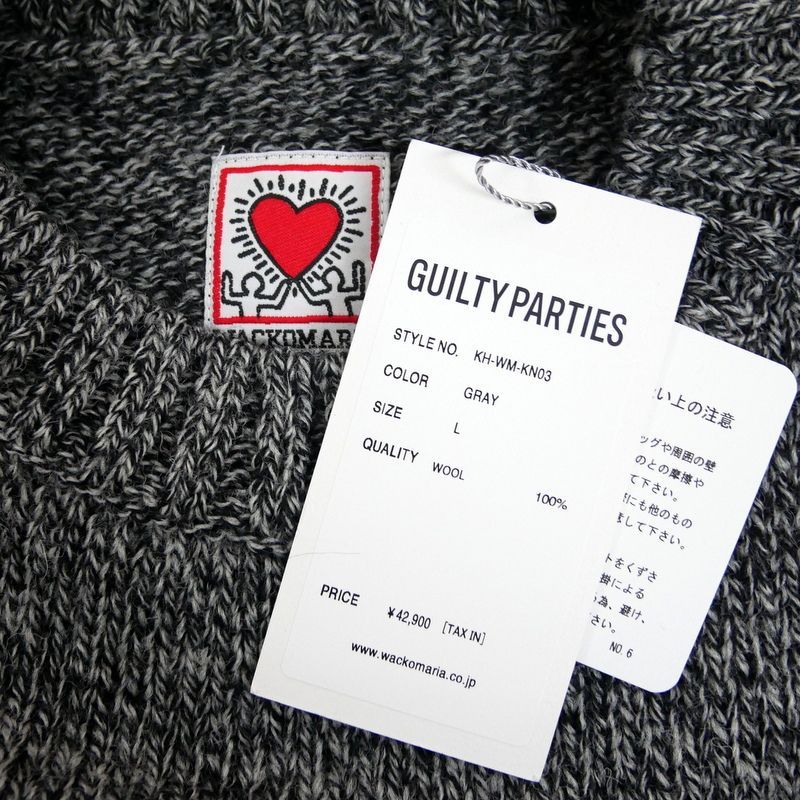 WACKOMARIA
GUILTY PARTIES
STYLE NO. KH-WM-KN03
COLOR GRAY
SIZE L
QUALITY WOOL
100%
PRICE ¥42,900 [TAX IN]
www.wackomaria.co.jp
い上の注意
ッグや周囲の壁
のとの摩擦や
て下さい。
にも他のもの
して下さい。
トをくずさ
掛による
為、避け、
さい。
NO.6